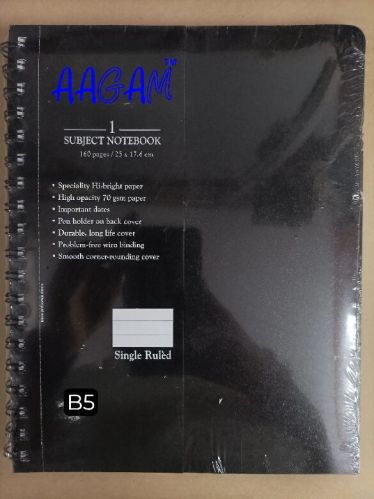 AAGAM™
1
SUBJECT NOTEBOOK
160 pages / 25 x 17.6 cm
• Speciality Hi-bright paper
• High opacity 70 gsm paper
• Important dates
• Pen holder on back cover
• Durable, long life cover
• Problem-free wiro binding
• Smooth corner-rounding cover
Single Ruled
B5